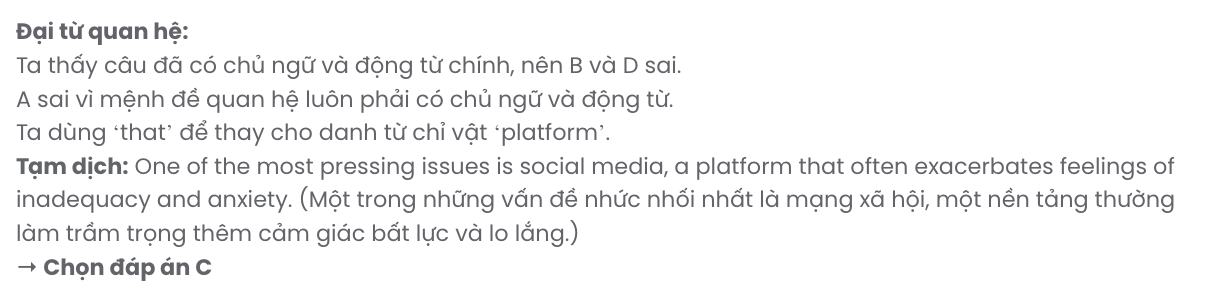 Đại từ quan hệ:
Ta thấy câu đã có chủ ngữ và động từ chính, nên B và D sai.
A sai vì mệnh đề quan hệ luôn phải có chủ ngữ và động từ.
Ta dùng ‘that’ để thay cho danh từ chỉ vật ‘platform’.
Tạm dịch: One of the most pressing issues is social media, a platform that often exacerbates feelings of
inadequacy and anxiety. (Một trong những vấn đề nhức nhối nhất là mạng xã hội, một nền tảng thường
làm trầm trọng thêm cảm giác bất lực và lo lắng.)
→ Chọn đáp án C